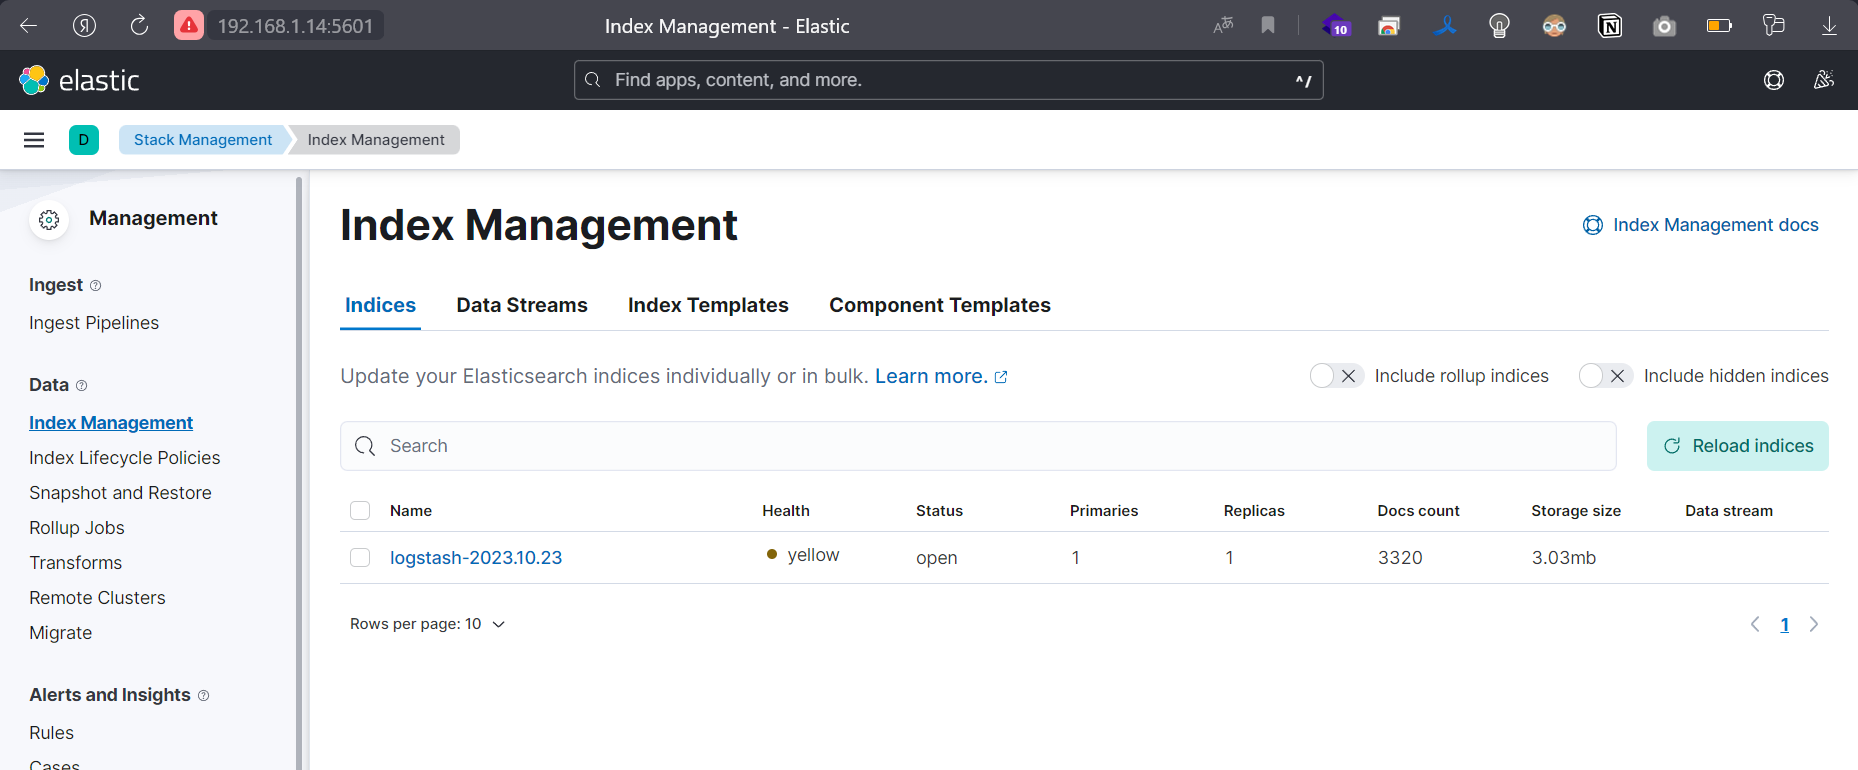 192.168.1.14:5601
Index Management - Elastic
10
elastic
Find apps, content, and more.
^/
D
Stack Management
Index Management
Management
Ingest
Ingest Pipelines
Data
Index Management
Index Lifecycle Policies
Snapshot and Restore
Rollup Jobs
Transforms
Remote Clusters
Migrate
Alerts and Insights
Rules
Cases
Index Management
Index Management docs
Indices Data Streams Index Templates Component Templates
Update your Elasticsearch indices individually or in bulk. Learn more.
Include rollup indices
Include hidden indices
Search
Reload indices
Name Health Status Primaries Replicas Docs count Storage size Data stream
logstash-2023.10.23 yellow open 1 1 3320 3.03mb
Rows per page: 10
1